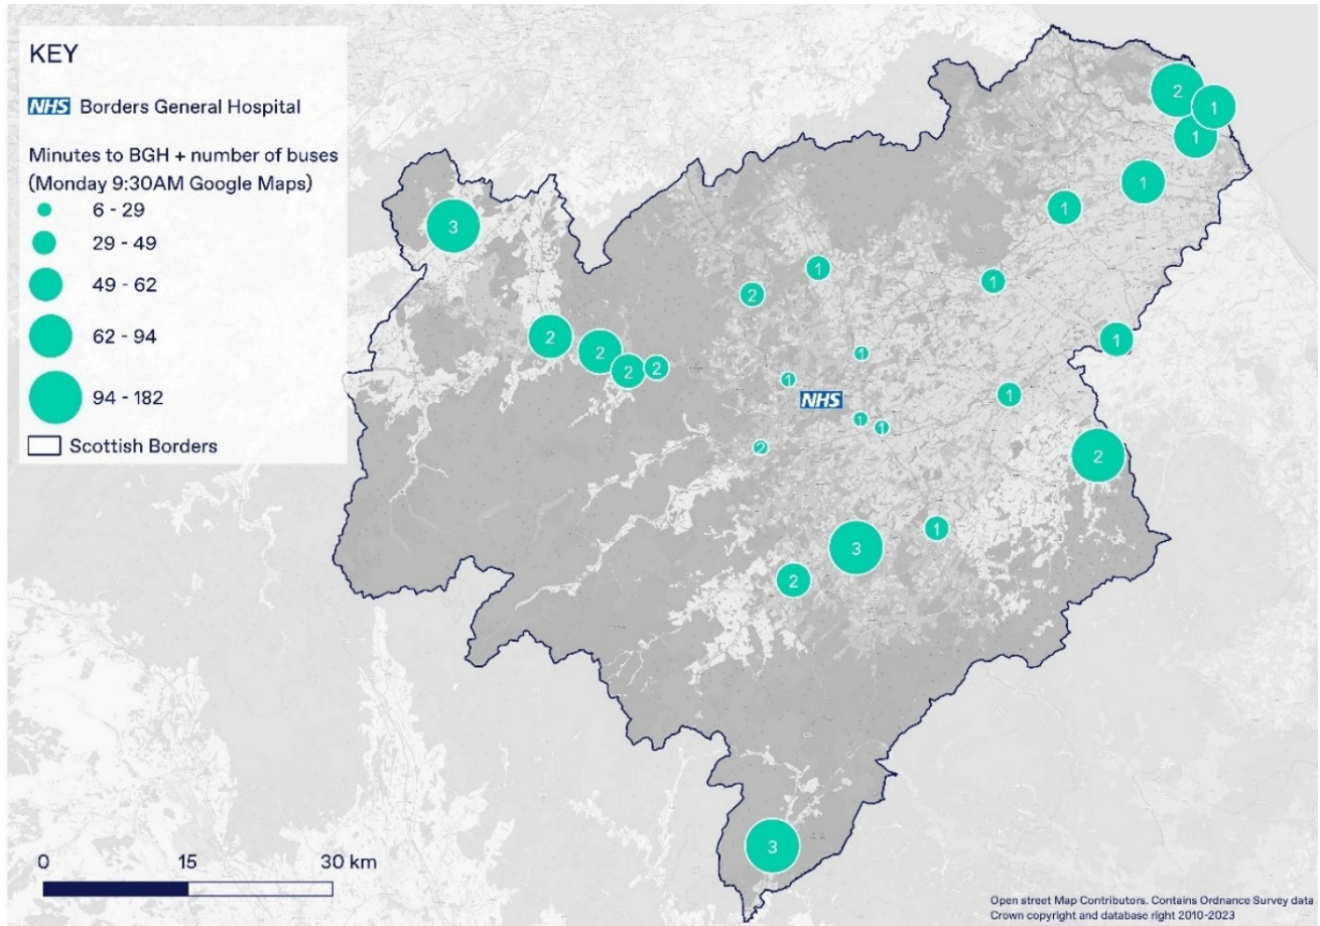 KEY
NHS Borders General Hospital
Minutes to BGH + number of buses
(Monday 9:30AM Google Maps)
6 - 29
29 - 49
49 - 62
62 - 94
94 - 182
Scottish Borders
2
1
1
1
1
3
1
2
1
2
1
2
2
2
1
1
NHS
1
1
1
2
2
1
3
2
3
0 15 30 km
Open street Map Contributors. Contains Ordnance Survey data
Crown copyright and database right 2010-2023